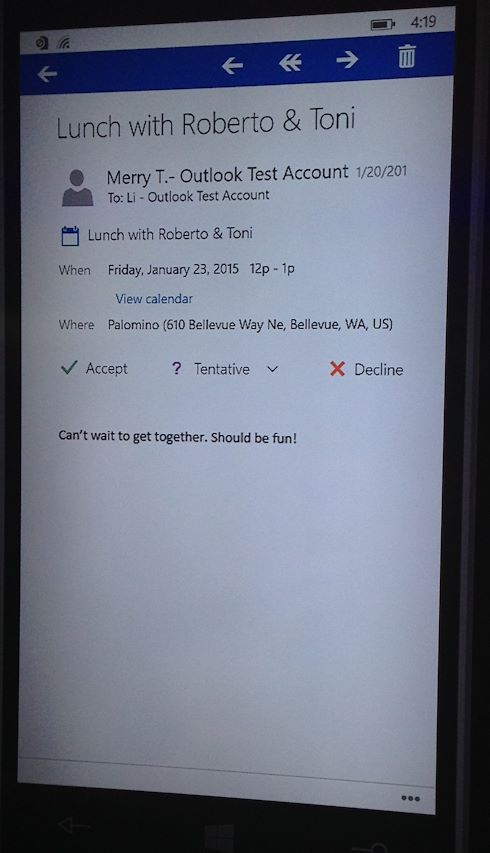 4:19
Lunch with Roberto & Toni
Merry T.- Outlook Test Account 1/20/201
To: Li - Outlook Test Account
Lunch with Roberto & Toni
When Friday, January 23, 2015 12p - 1p
View calendar
Where Palomino (610 Bellevue Way Ne, Bellevue, WA, US)
Accept ? Tentative Decline
Can't wait to get together. Should be fun!